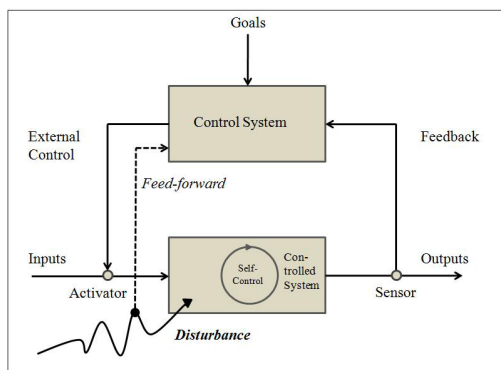 Goals
Control System
External
Control
Feedback
Feed-forward
Inputs
Activator
Self-
Control
Con-
trolled
System
Outputs
Sensor
Disturbance